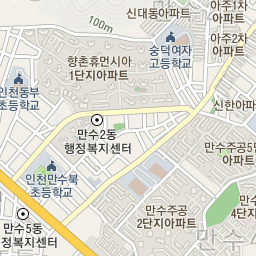 100m
신대동아파트
아주1차
아파트
숭덕여자
고등학교
아주2차
아파트
향촌휴먼시아
1단지아파트
인천동부
초등학교
신한아파트
만수2동
행정복지센터
만수주공5단
아파트
인천만수북
초등학교
만수주공
2단지아파트
만수주공
4단지
만수
만수5동
정복지센터